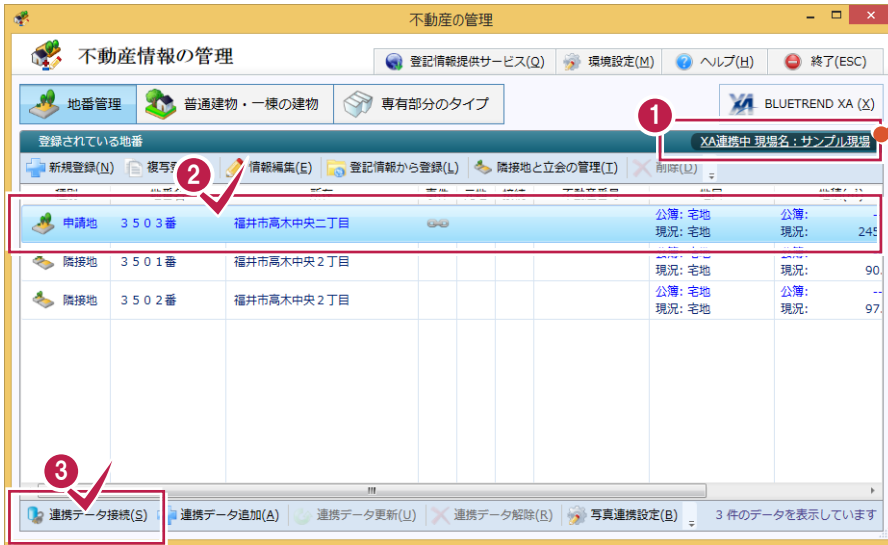 不動産の管理
不動産情報の管理
登記情報提供サービス(Q) 環境設定(M) ヘルプ(H) 終了(ESC)
地番管理 普通建物・一棟の建物 専有部分のタイプ BLUETREND XA (X)
1
登録されている地番 XA連携中 現場名：サンプル現場
新規登録(N) 複写 情報編集(E) 登記情報から登録(L) 隣接地と立会の管理(T) 削除(D)
2
申請地 3503番 福井市高木中央二丁目 公簿: 宅地 公簿: --
現況: 宅地 現況: 245
隣接地 3501番 福井市高木中央２丁目 現況: 宅地 現況: 90.
隣接地 3502番 福井市高木中央２丁目 公簿: 宅地 公簿: --
現況: 宅地 現況: 97.
3
連携データ接続(S) 連携データ追加(A) 連携データ更新(U) 連携データ解除(R) 写真連携設定(B) 3 件のデータを表示しています